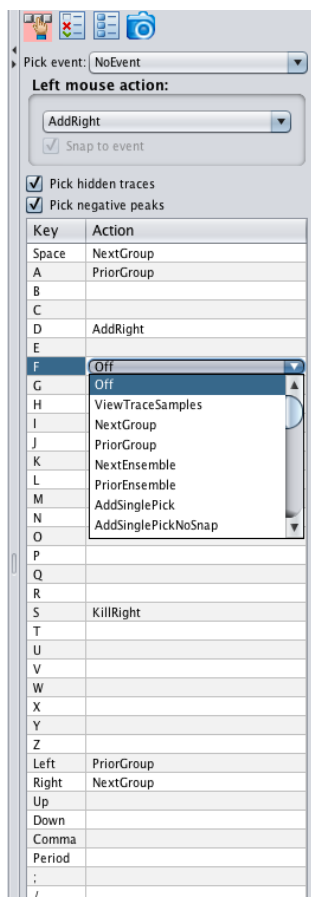 Pick event: NoEvent
Left mouse action:
AddRight
Snap to event
Pick hidden traces
Pick negative peaks
Key Action
Space NextGroup
A PriorGroup
B
C
D AddRight
E
F Off
G Off
H ViewTraceSamples
I NextGroup
J PriorGroup
K NextEnsemble
L PriorEnsemble
M AddSinglePick
N AddSinglePickNoSnap
O
P
Q
R
S KillRight
T
U
V
W
X
Y
Z
Left PriorGroup
Right NextGroup
Up
Down
Comma
Period
;